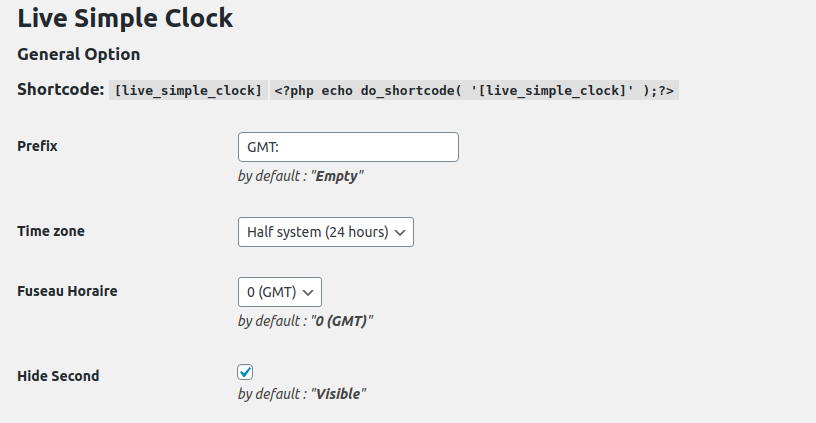 Live Simple Clock
General Option
Shortcode: [live_simple_clock] <?php echo do_shortcode( '[live_simple_clock]' );?>
Prefix GMT:
by default : "Empty"
Time zone Half system (24 hours)
Fuseau Horaire 0 (GMT)
by default : "0 (GMT)"
Hide Second
by default : "Visible"